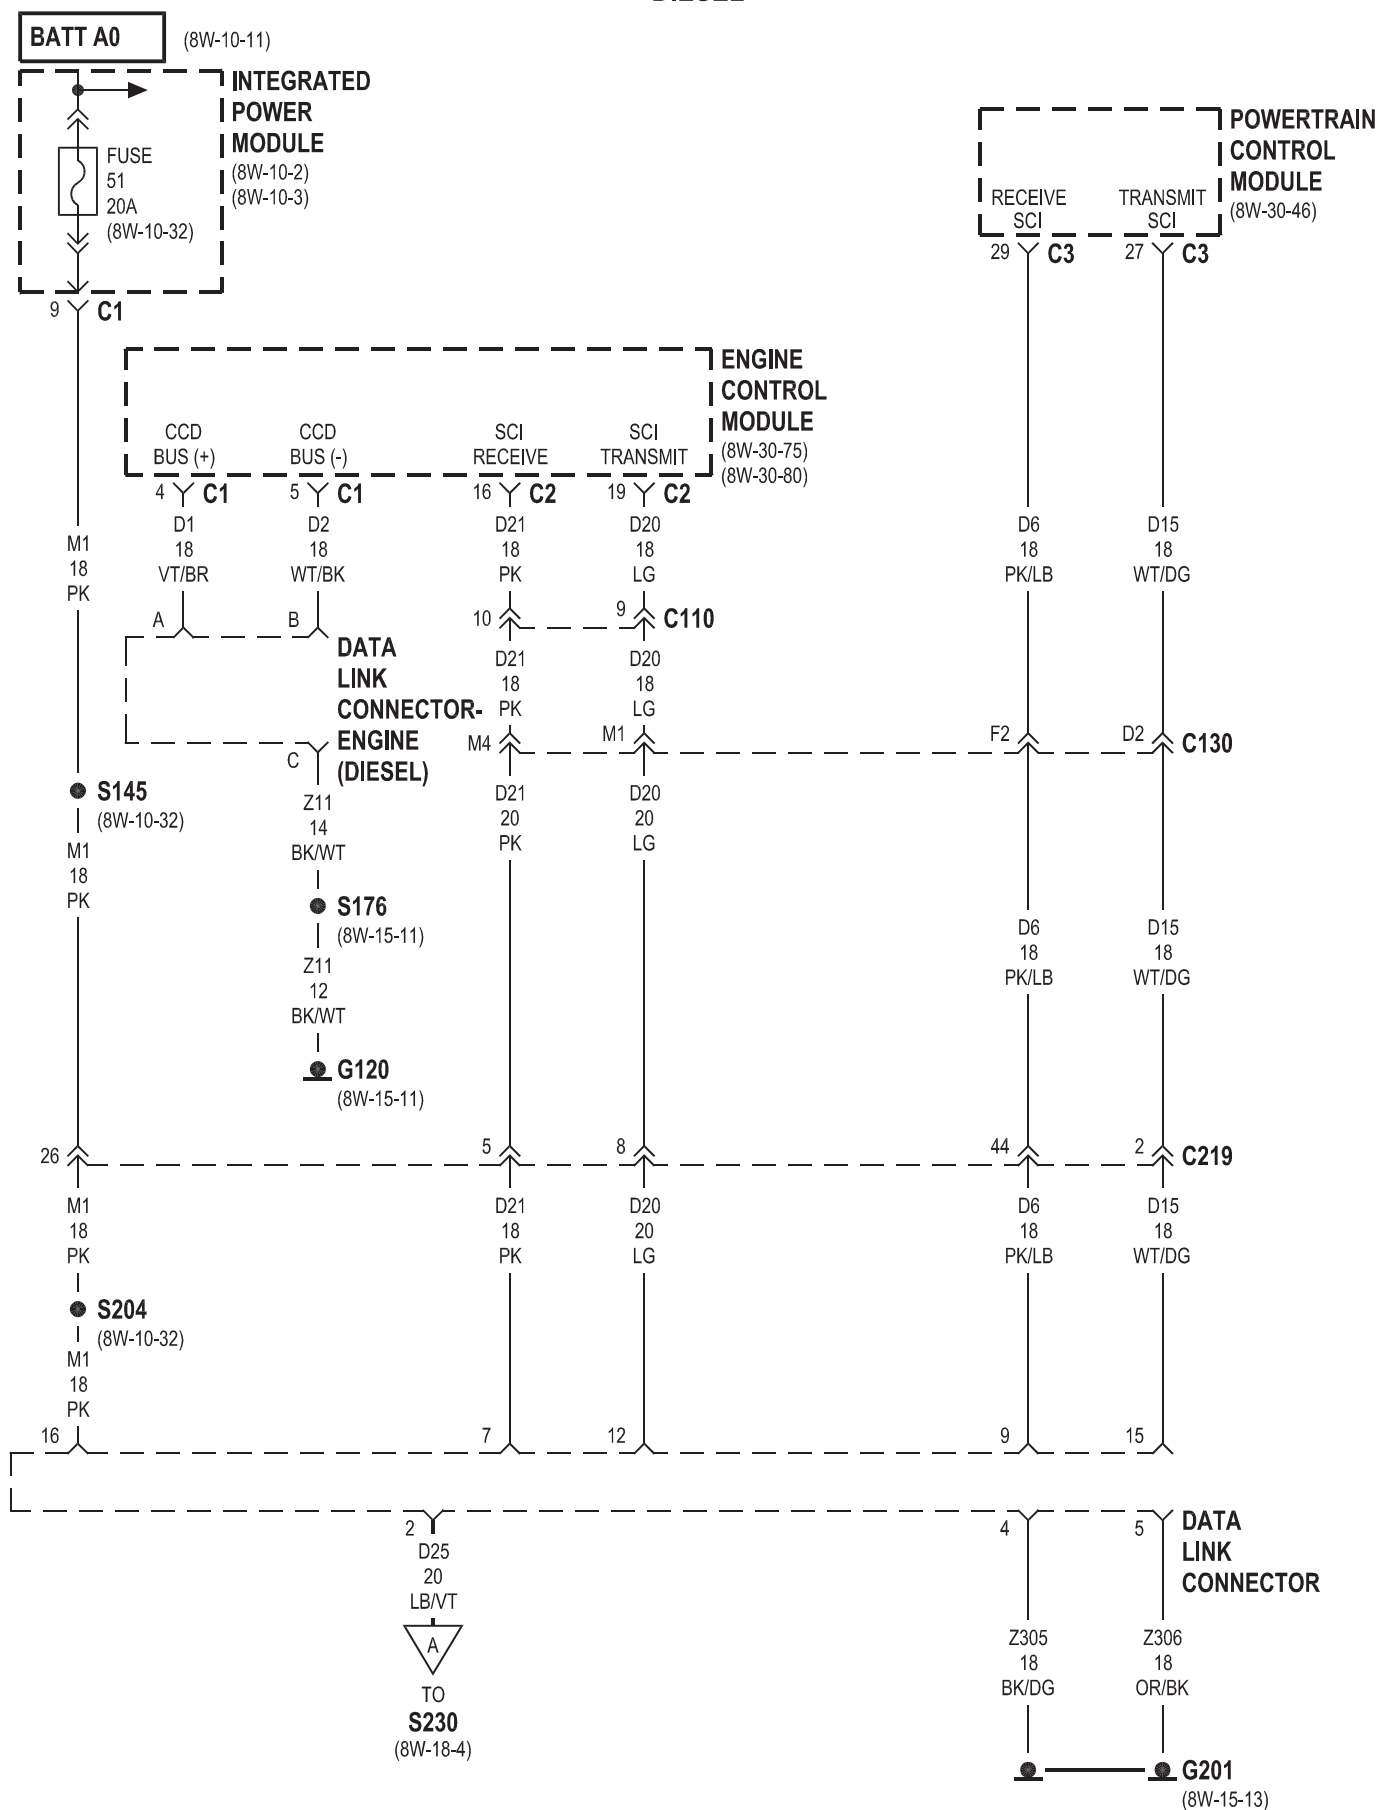 BATT A0
(8W-10-11)
INTEGRATED
POWER
MODULE
(8W-10-2)
(8W-10-3)
FUSE
51
20A
(8W-10-32)
9
C1
POWERTRAIN
CONTROL
MODULE
(8W-30-46)
RECEIVE
SCI
TRANSMIT
SCI
29
C3
27
C3
ENGINE
CONTROL
MODULE
(8W-30-75)
(8W-30-80)
CCD
BUS (+)
CCD
BUS (-)
SCI
RECEIVE
SCI
TRANSMIT
4
C1
5
C1
16
C2
19
C2
M1
18
PK
D1
18
VT/BR
D2
18
WT/BK
D21
18
PK
D20
18
LG
D6
18
PK/LB
D15
18
WT/DG
A
B
10
9
C110
DATA
LINK
CONNECTOR-
ENGINE
(DIESEL)
D21
18
PK
D20
18
LG
C
M4
M1
F2
D2
C130
S145
(8W-10-32)
M1
18
PK
Z11
14
BK/WT
D21
20
PK
D20
20
LG
S176
(8W-15-11)
Z11
12
BK/WT
D6
18
PK/LB
D15
18
WT/DG
G120
(8W-15-11)
26
5
8
44
2
C219
M1
18
PK
D21
18
PK
D20
20
LG
D6
18
PK/LB
D15
18
WT/DG
S204
(8W-10-32)
M1
18
PK
16
7
12
9
15
2
4
5
DATA
LINK
CONNECTOR
D25
20
LB/VT
A
TO
S230
(8W-18-4)
Z305
18
BK/DG
Z306
18
OR/BK
G201
(8W-15-13)